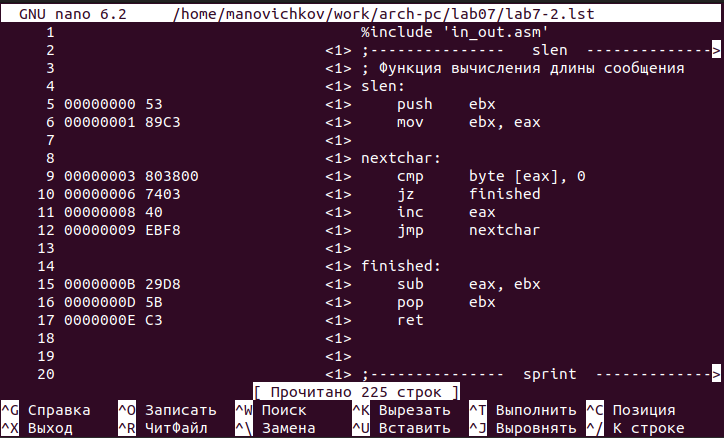 GNU nano 6.2     /home/manovichkov/work/arch-pc/lab07/lab7-2.lst
     1                                  %include 'in_out.asm'
     2                              <1> ;---------------   slen  --------------->
     3                              <1> ; Функция вычисления длины сообщения
     4                              <1> slen:
     5 00000000 53                  <1>     push    ebx
     6 00000001 89C3                <1>     mov     ebx, eax
     7                              <1>
     8                              <1> nextchar:
     9 00000003 803800              <1>     cmp     byte [eax], 0
    10 00000006 7403                <1>     jz      finished
    11 00000008 40                  <1>     inc     eax
    12 00000009 EBF8                <1>     jmp     nextchar
    13                              <1>
    14                              <1> finished:
    15 0000000B 29D8                <1>     sub     eax, ebx
    16 0000000D 5B                  <1>     pop     ebx
    17 0000000E C3                  <1>     ret
    18                              <1>
    19                              <1>
    20                              <1> ;---------------  sprint  -------------->
[ Прочитано 225 строк ]
^G Справка   ^O Записать  ^W Поиск     ^K Вырезать  ^T Выполнить ^C Позиция
^X Выход     ^R ЧитФайл   ^\ Замена    ^U Вставить  ^J Выровнять ^/ К строке